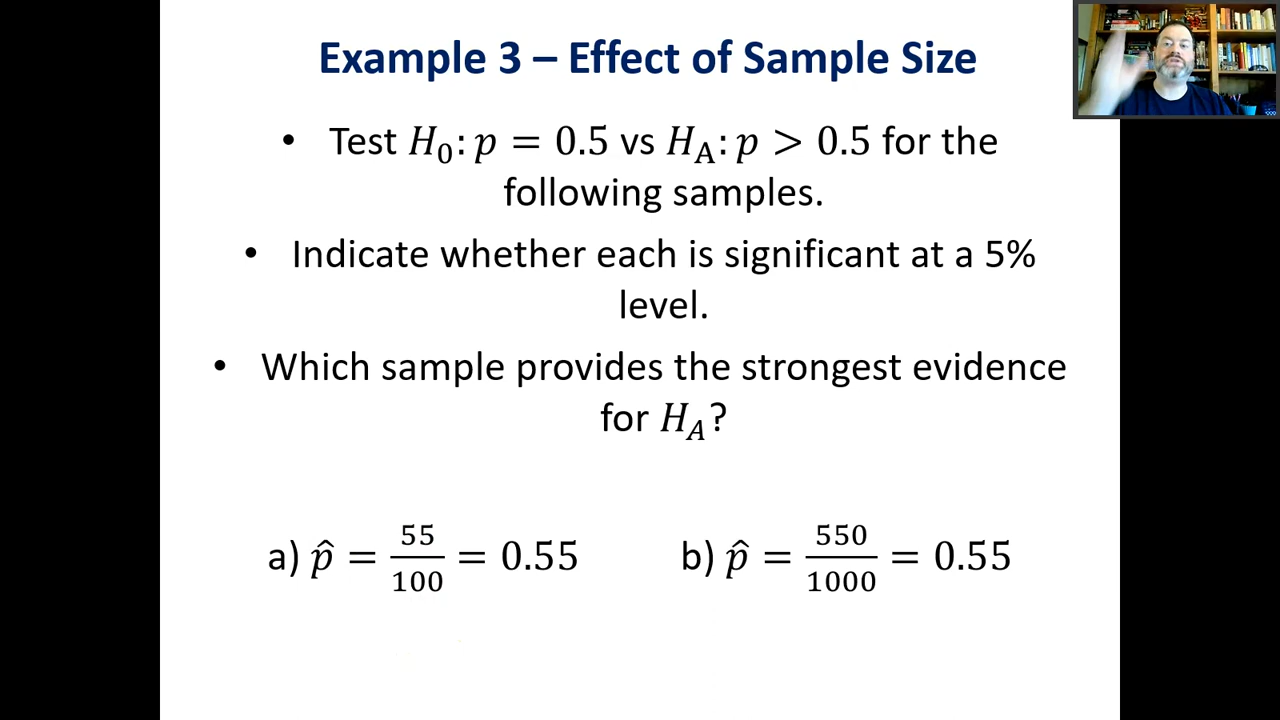 Example 3 – Effect of Sample Size
• Test H₀: p = 0.5 vs H_A: p > 0.5 for the
following samples.
• Indicate whether each is significant at a 5%
level.
• Which sample provides the strongest evidence
for H_A?
a) p̂ = 55/100 = 0.55 b) p̂ = 550/1000 = 0.55